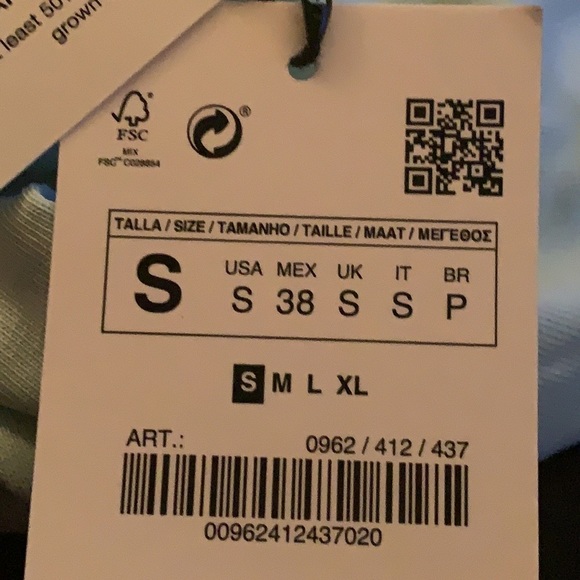 least 50
grown
FSC®
MIX
FSC™ C028854
®
TALLA / SIZE / TAMANHO / TAILLE / MAAT / ΜΕΓΕΘΟΣ
USA MEX UK IT BR
S S 38 S S P
S M L XL
ART.: 0962 / 412 / 437
00962412437020